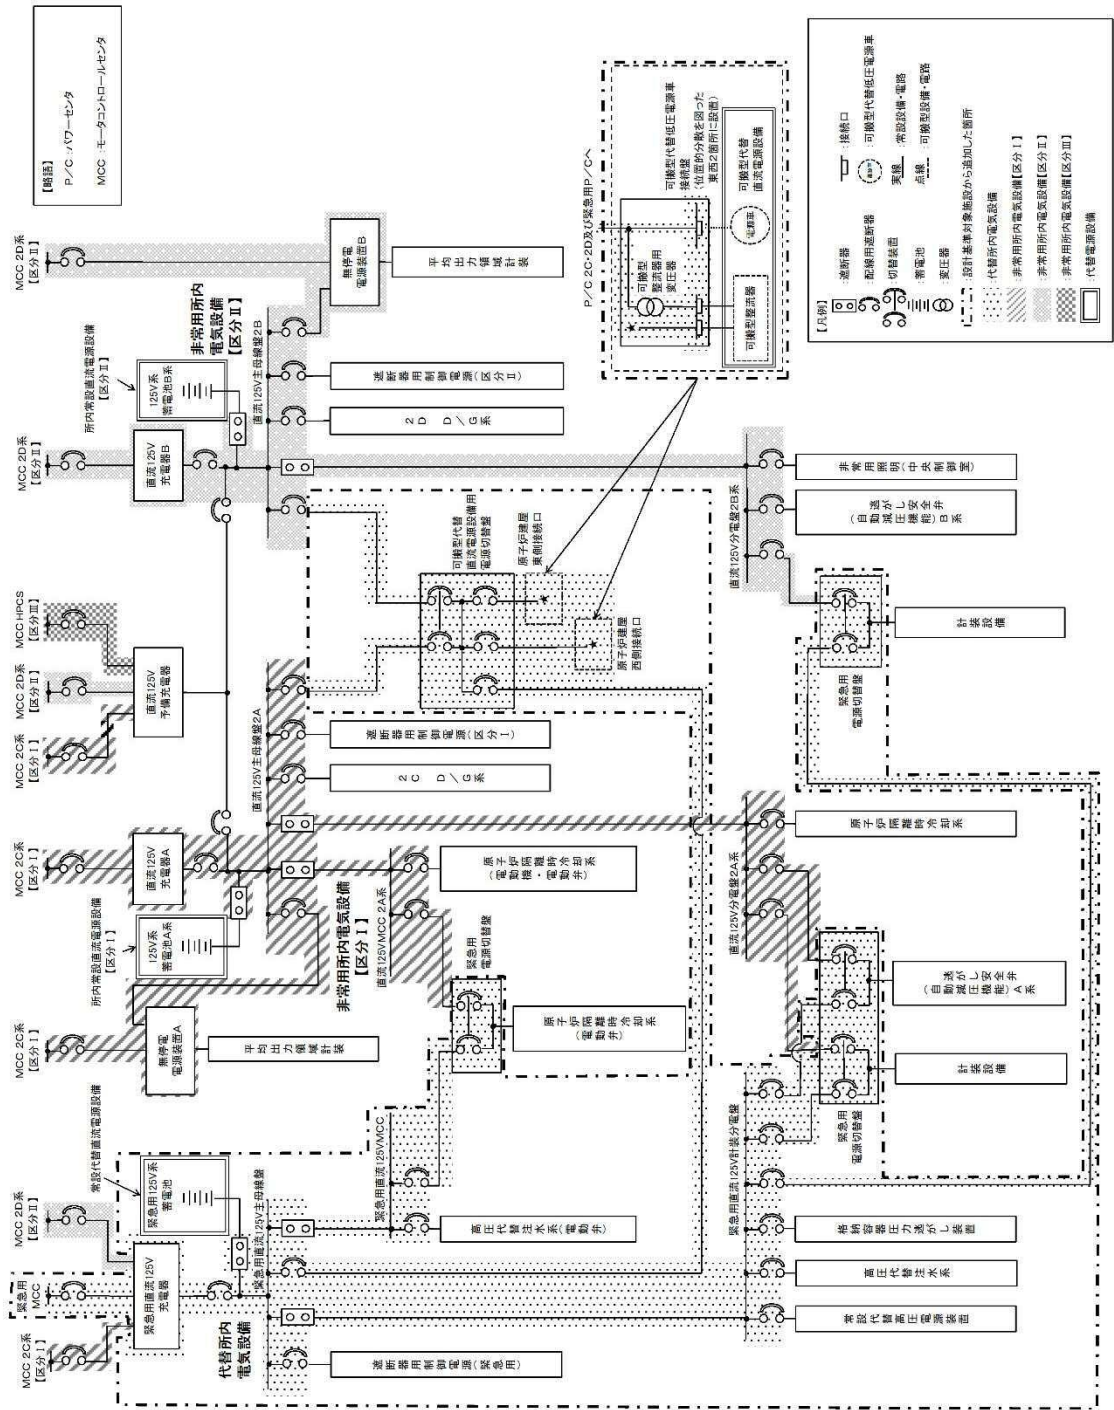 【略語】
P/C :パワーセンタ
MCC :モータコントロールセンタ
MCC 2C系
【区分Ⅰ】
緊急用
MCC
MCC 2D系
【区分Ⅱ】
緊急用直流125V
充電器
常設代替直流電源設備
緊急用125V系
蓄電池
代替所内
電気設備
緊急用直流125V主母線盤
遮断器用制御電源(緊急用)
緊急用直流125VMCC
高圧代替注水系(電動弁)
緊急用直流125V計装分電盤
常設代替高圧電源装置
高圧代替注水系
格納容器圧力逃がし装置
MCC 2C系
【区分Ⅰ】
無停電
電源装置A
平均出力領域計装
所内常設直流電源設備
【区分Ⅰ】
125V系
蓄電池A系
MCC 2C系
【区分Ⅰ】
直流125V
充電器A
非常用所内電気設備
【区分Ⅰ】
直流125V主母線盤2A
直流125VMCC 2A系
原子炉隔離時冷却系
(電動機・電動弁)
緊急用
電源切替盤
原子炉隔離時冷却系
(電動弁)
2C D/G系
遮断器用制御電源(区分Ⅰ)
直流125V分電盤2A系
原子炉隔離時冷却系
緊急用
電源切替盤
計装設備
逃がし安全弁
(自動減圧機能)A系
MCC 2C系
【区分Ⅰ】
MCC 2D系
【区分Ⅱ】
MCC HPCS
【区分Ⅲ】
直流125V
予備充電器
可搬型代替
直流電源設備用
電源切替盤
原子炉建屋
西側接続口
原子炉建屋
東側接続口
MCC 2D系
【区分Ⅱ】
直流125V
充電器B
所内常設直流電源設備
【区分Ⅱ】
125V系
蓄電池B系
非常用所内
電気設備
【区分Ⅱ】
直流125V主母線盤2B
2D D/G系
遮断器用制御電源(区分Ⅱ)
MCC 2D系
【区分Ⅱ】
無停電
電源装置B
平均出力領域計装
直流125V分電盤2B系
緊急用
電源切替盤
計装設備
逃がし安全弁
(自動減圧機能)B系
非常用照明(中央制御室)
P/C 2C・2D及び緊急用P/Cへ
可搬型
整流器用
変圧器
可搬型代替低圧電源車
接続盤
(位置的分散を図った
東西2箇所に設置)
可搬型整流器
電源車
可搬型代替
直流電源設備
【凡例】
:遮断器
:配線用遮断器
:切替装置
:蓄電池
:変圧器
:接続口
電源車
:可搬型代替低圧電源車
実線 :常設設備・電路
点線 :可搬型設備・電路
:設計基準対象施設から追加した箇所
:代替所内電気設備
:非常用所内電気設備【区分Ⅰ】
:非常用所内電気設備【区分Ⅱ】
:非常用所内電気設備【区分Ⅲ】
:代替電源設備